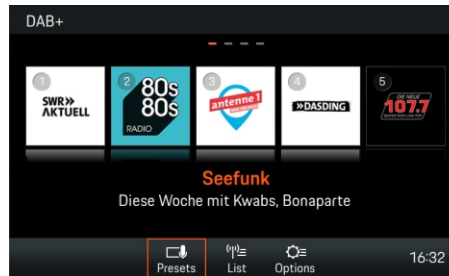 DAB+
1
SWR»
AKTUELL
2
80s
80s
RADIO
3
antenne 1
4
»DASDING
5
DIE NEUE
107.7
Seefunk
Diese Woche mit Kwabs, Bonaparte
Presets
List
Options
16:32